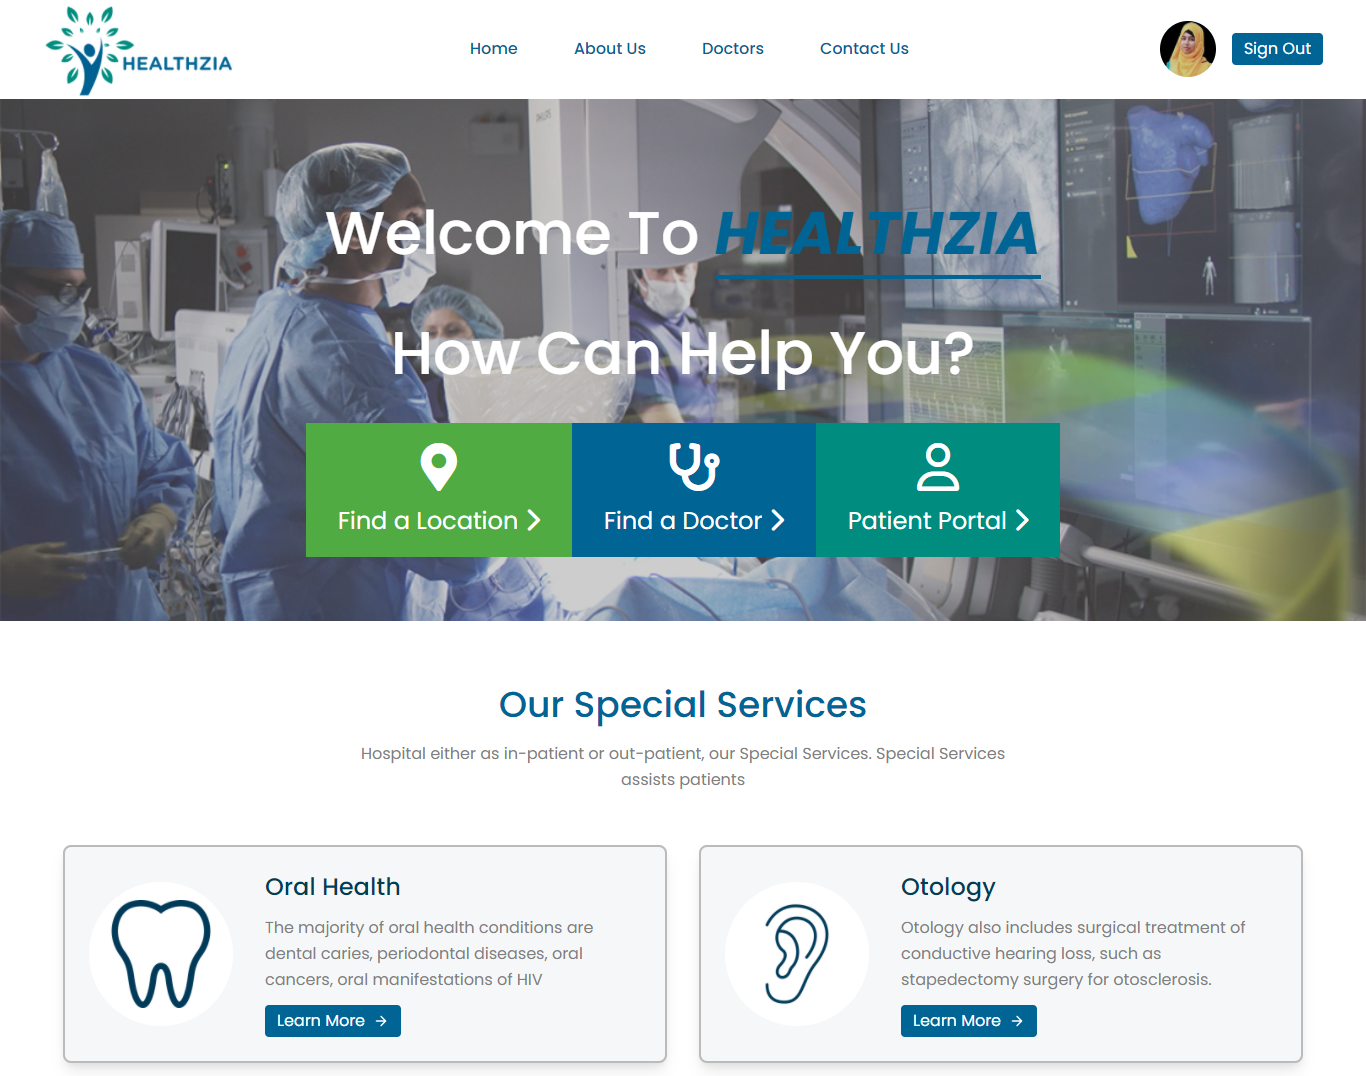 HEALTHZIA
Home
About Us
Doctors
Contact Us
Sign Out
Welcome To HEALTHZIA
How Can Help You?
Find a Location
Find a Doctor
Patient Portal
Our Special Services
Hospital either as in-patient or out-patient, our Special Services. Special Services
assists patients
Oral Health
The majority of oral health conditions are
dental caries, periodontal diseases, oral
cancers, oral manifestations of HIV
Learn More
Otology
Otology also includes surgical treatment of
conductive hearing loss, such as
stapedectomy surgery for otosclerosis.
Learn More